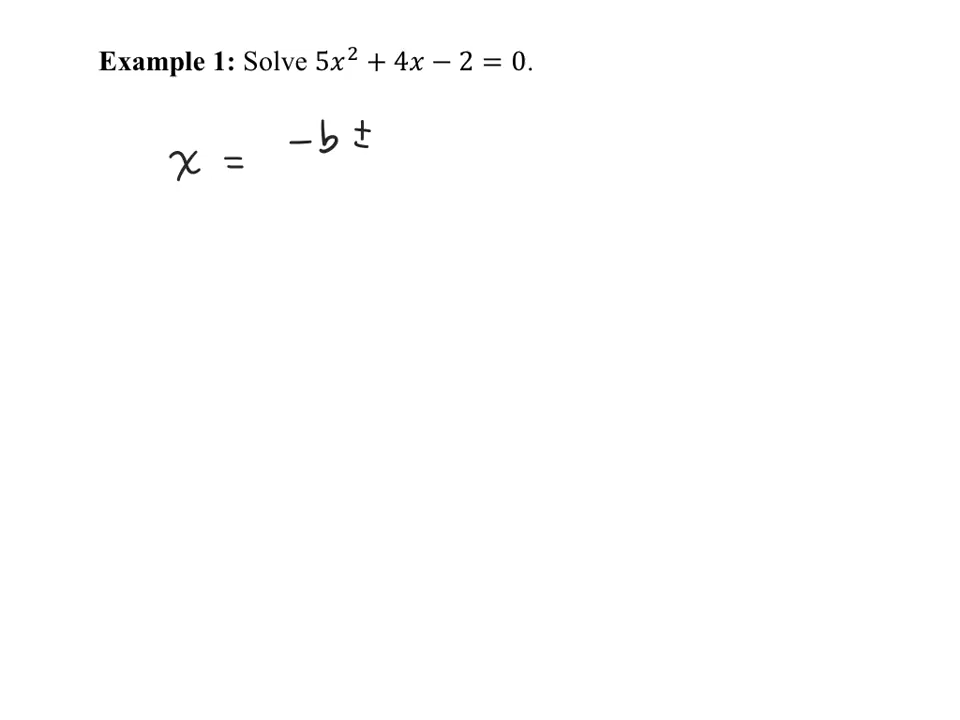 Example 1: Solve 5x² + 4x − 2 = 0.
x = −b ±